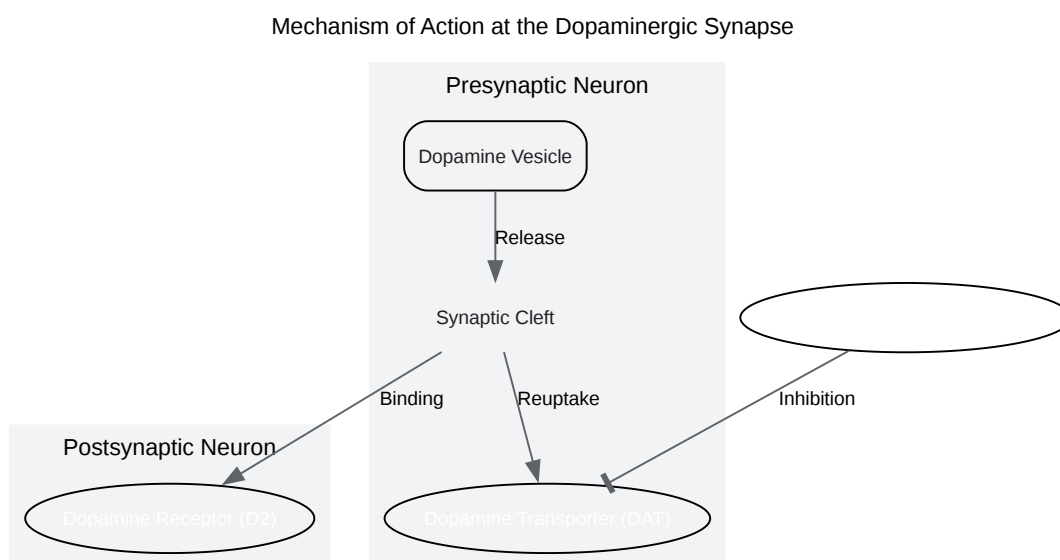 Mechanism of Action at the Dopaminergic Synapse
Presynaptic Neuron
Dopamine Vesicle
Release
Synaptic Cleft
Binding
Reuptake
Inhibition
Postsynaptic Neuron
Dopamine Receptor (D2)
Dopamine Transporter (DAT)